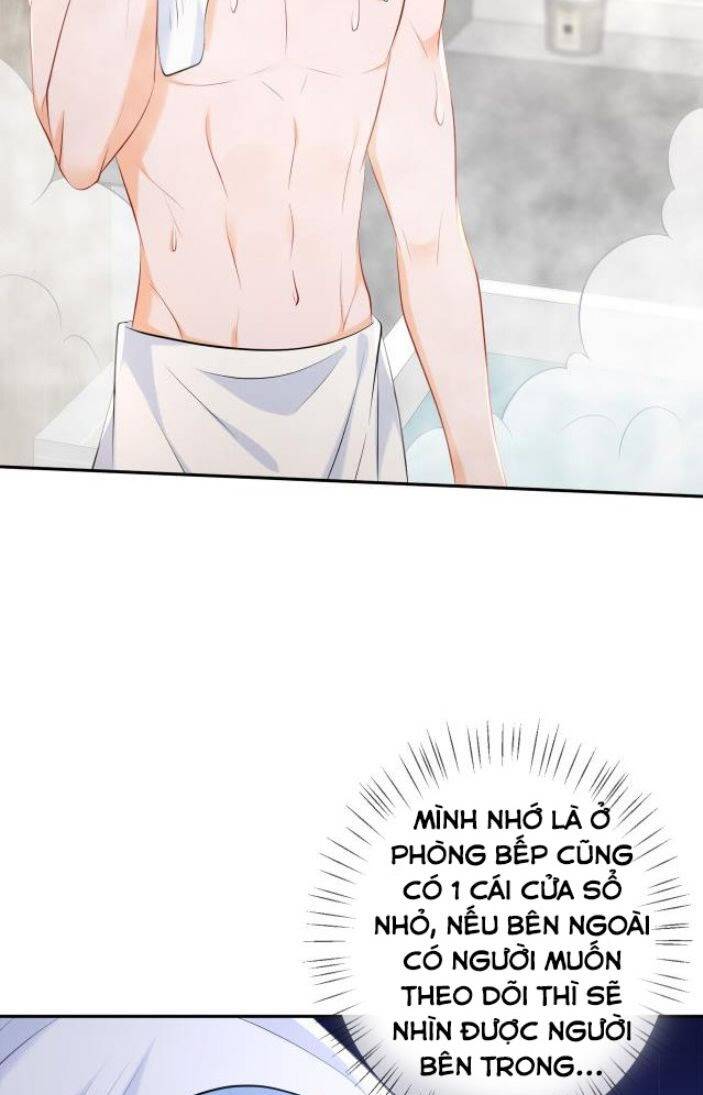 MÌNH NHỚ LÀ Ở
PHÒNG BẾP CŨNG
CÓ 1 CÁI CỬA SỔ
NHỎ, NẾU BÊN NGOÀI
CÓ NGƯỜI MUỐN
THEO DÕI THÌ SẼ
NHÌN ĐƯỢC NGƯỜI
BÊN TRONG...